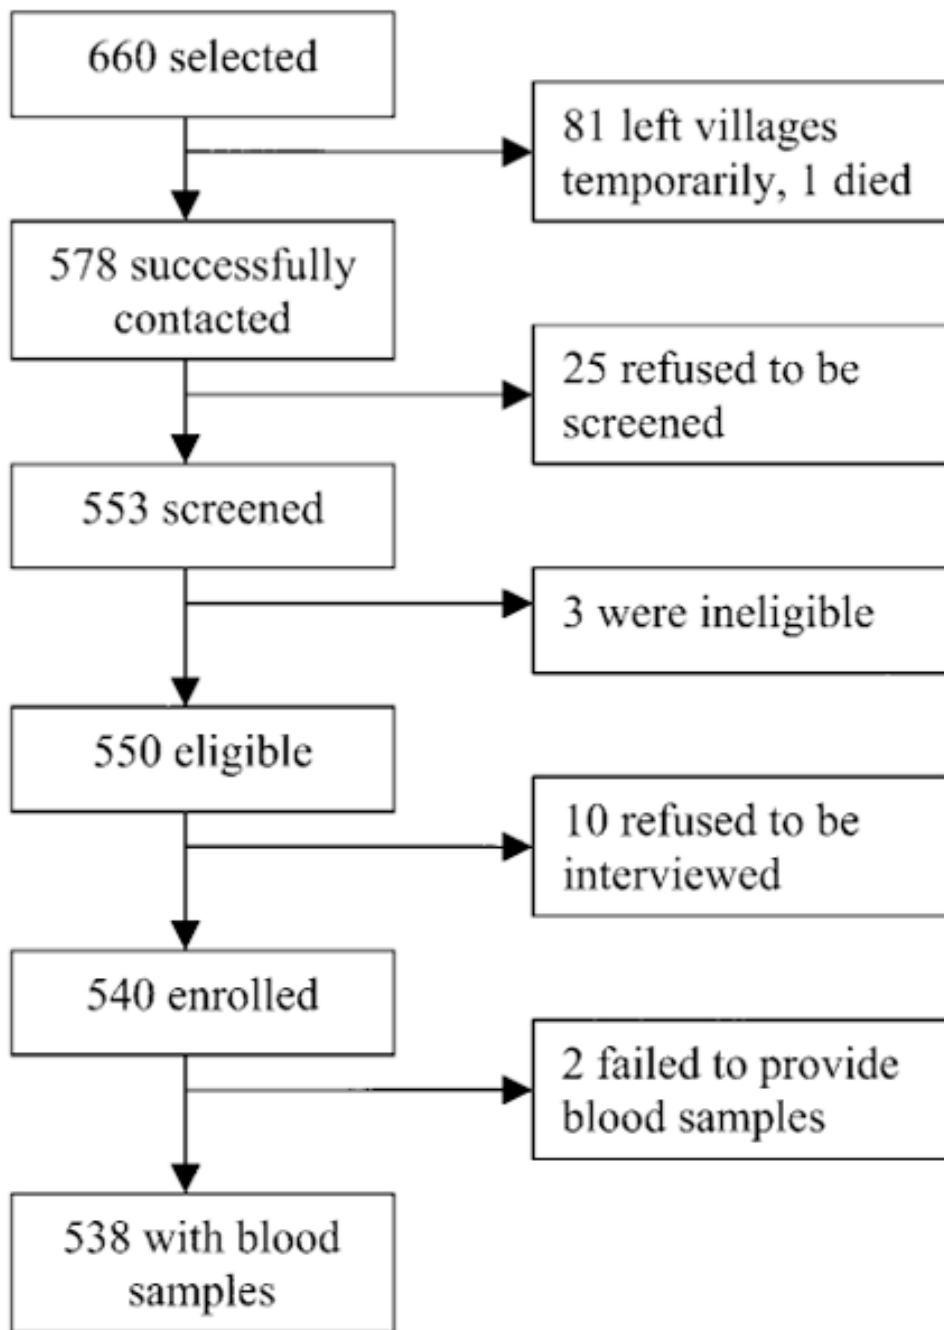 660 selected
81 left villages
temporarily, 1 died
578 successfully
contacted
25 refused to be
screened
553 screened
3 were ineligible
550 eligible
10 refused to be
interviewed
540 enrolled
2 failed to provide
blood samples
538 with blood
samples